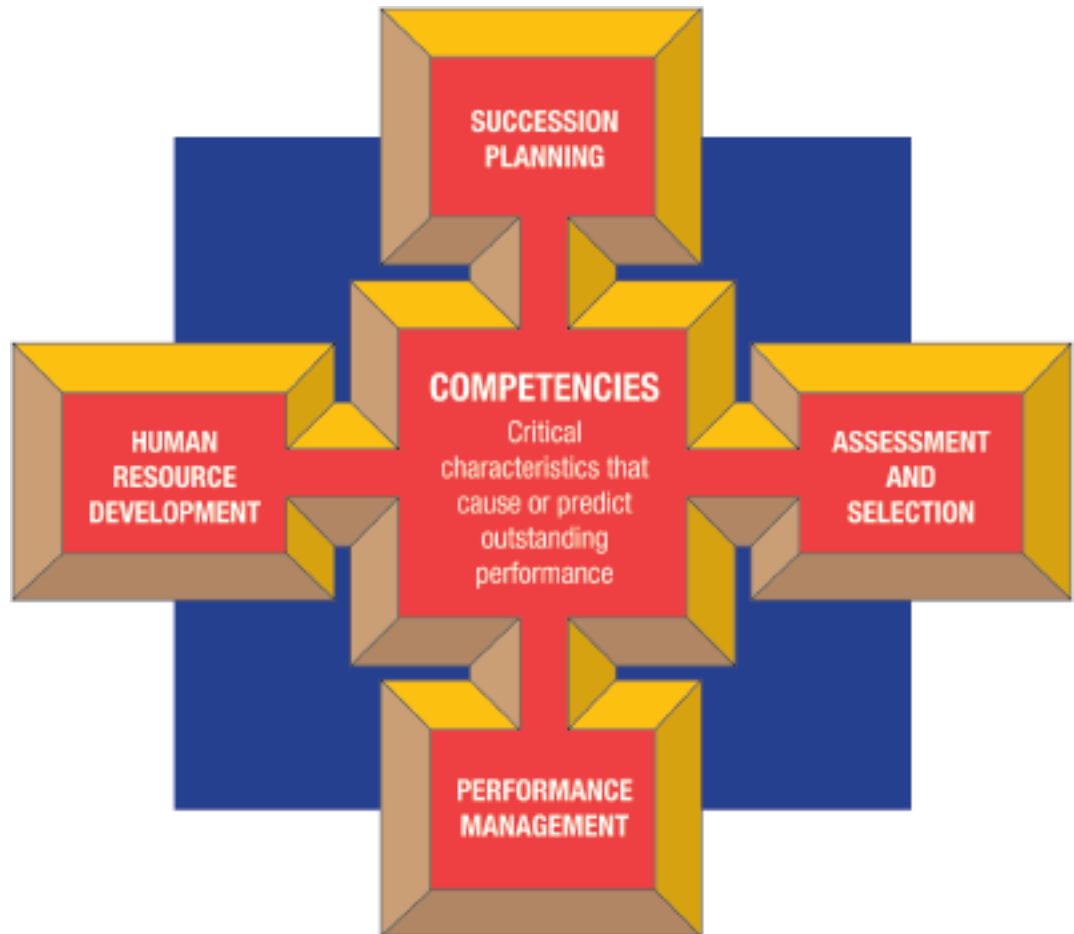 SUCCESSION
PLANNING
COMPETENCIES
Critical
characteristics that
cause or predict
outstanding
performance
HUMAN
RESOURCE
DEVELOPMENT
ASSESSMENT
AND
SELECTION
PERFORMANCE
MANAGEMENT